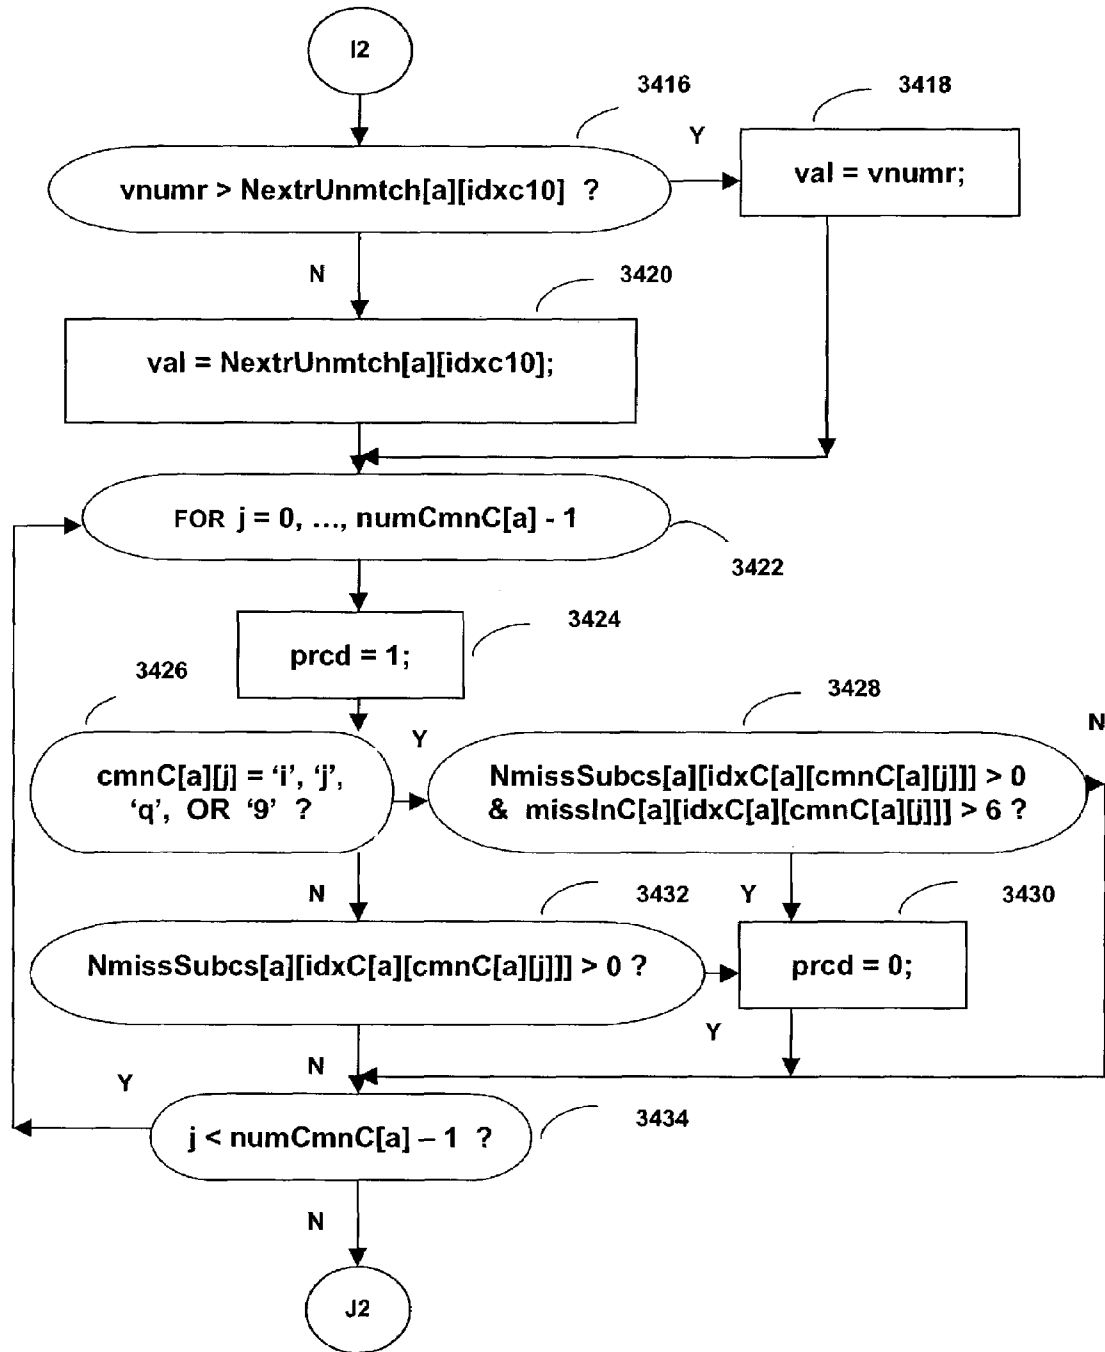 I2
3416
3418
Y
vnumr > NextrUnmtch[a][idxc10] ?
val = vnumr;
N
3420
val = NextrUnmtch[a][idxc10];
FOR j = 0, ..., numCmnC[a] - 1
3422
3424
prcd = 1;
3426
3428
Y
N
cmnC[a][j] = ‘i’, ‘j’,
‘q’, OR ‘9’ ?
NmissSubcs[a][idxC[a][cmnC[a][j]]] > 0
& missInC[a][idxC[a][cmnC[a][j]]] > 6 ?
N
3432
Y
3430
NmissSubcs[a][idxC[a][cmnC[a][j]]] > 0 ?
prcd = 0;
Y
N
Y
3434
j < numCmnC[a] – 1 ?
N
J2